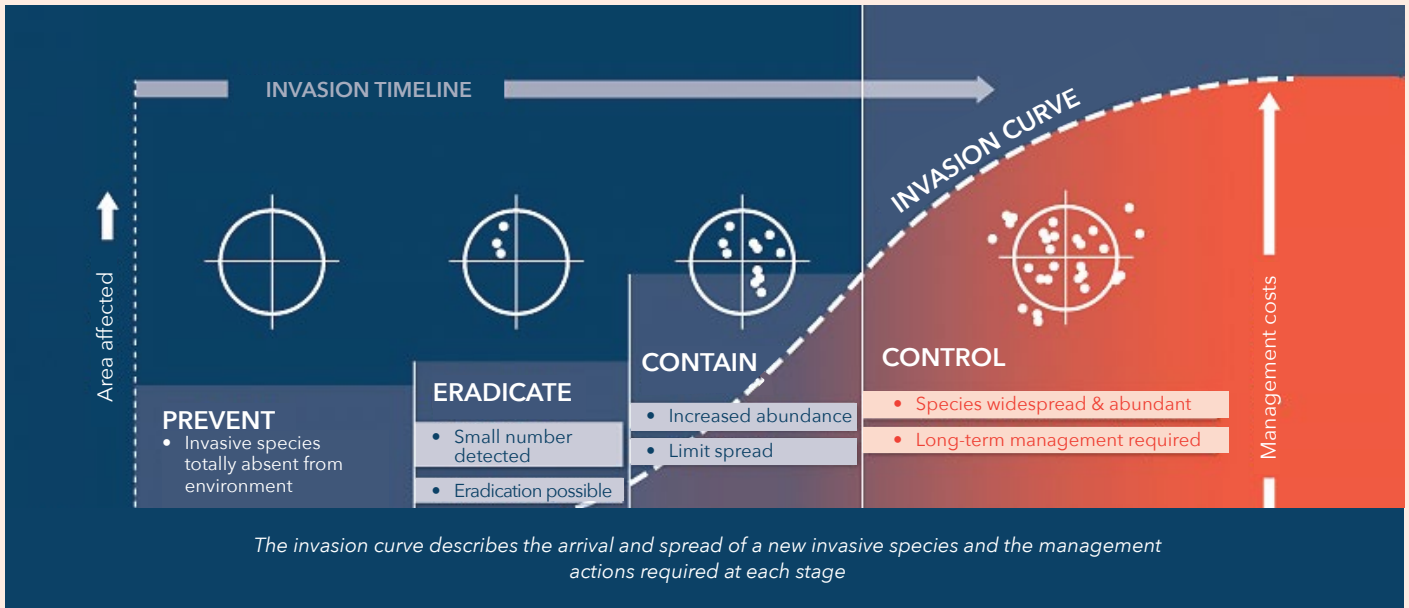 INVASION TIMELINE
INVASION CURVE
Area affected
PREVENT
• Invasive species
totally absent from
environment
ERADICATE
• Small number
detected
• Eradication possible
CONTAIN
• Increased abundance
• Limit spread
CONTROL
• Species widespread & abundant
• Long-term management required
Management costs
The invasion curve describes the arrival and spread of a new invasive species and the management
actions required at each stage